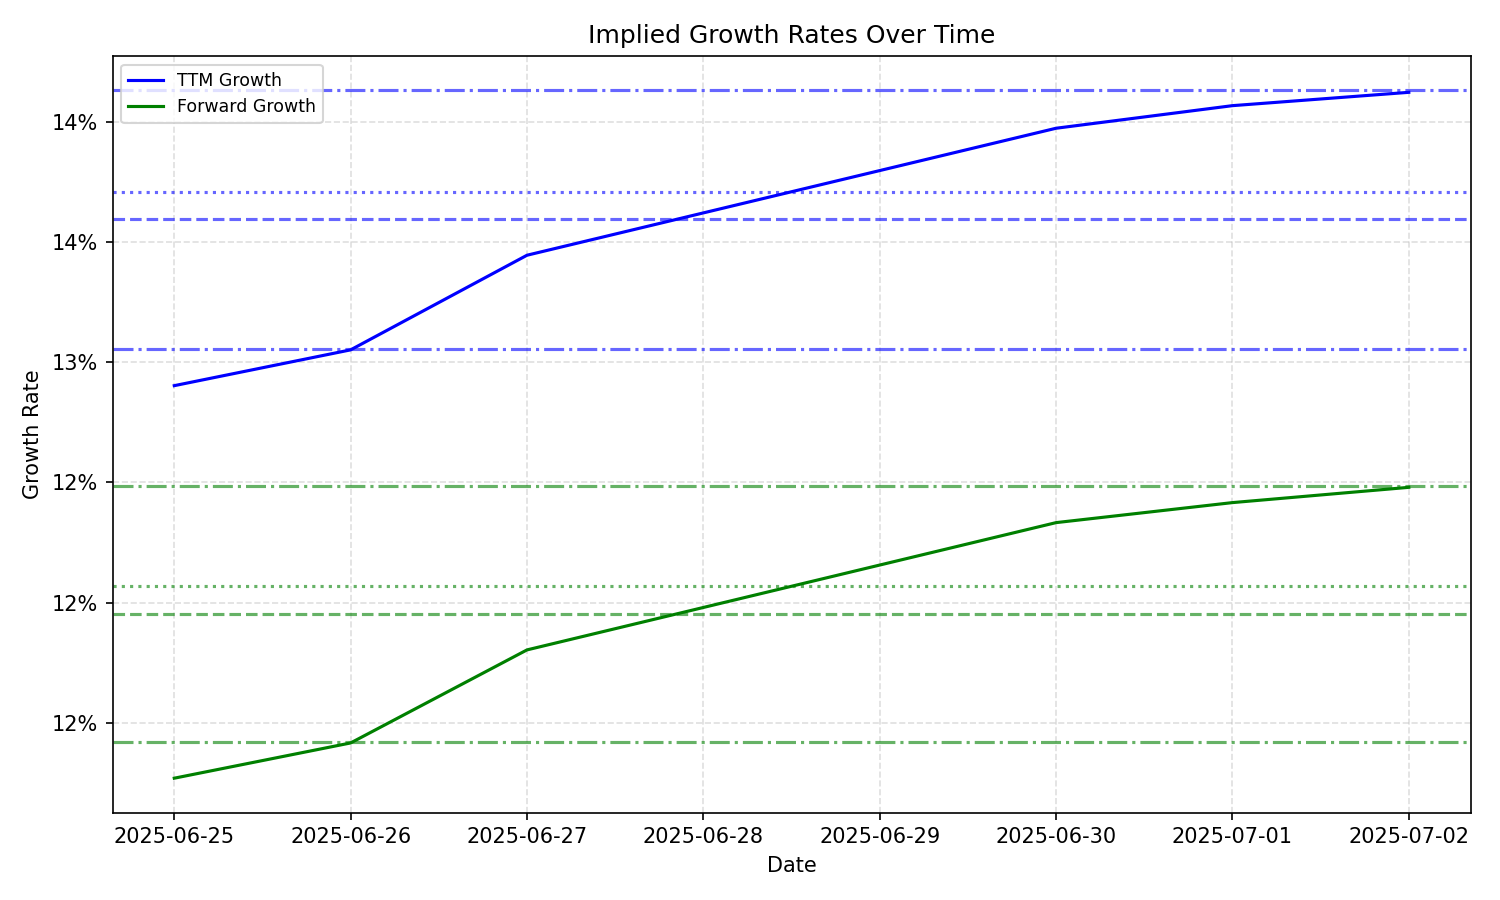 Implied Growth Rates Over Time
TTM Growth
Forward Growth
14%
14%
13%
12%
12%
12%
Growth Rate
2025-06-25
2025-06-26
2025-06-27
2025-06-28
2025-06-29
2025-06-30
2025-07-01
2025-07-02
Date